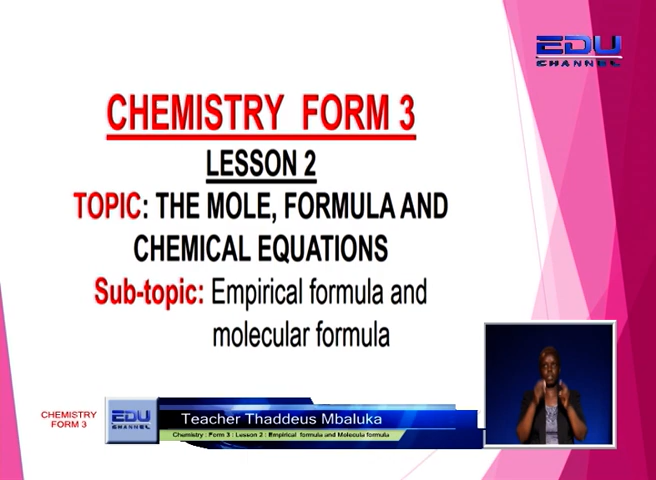 EDU
CHANNEL
CHEMISTRY FORM 3
LESSON 2
TOPIC: THE MOLE, FORMULA AND
CHEMICAL EQUATIONS
Sub-topic: Empirical formula and
molecular formula
CHEMISTRY
FORM 3
EDU
CHANNEL
Teacher Thaddeus Mbaluka
Chemistry : Form 3 : Lesson 2 : Empirical formula and Molecula formula